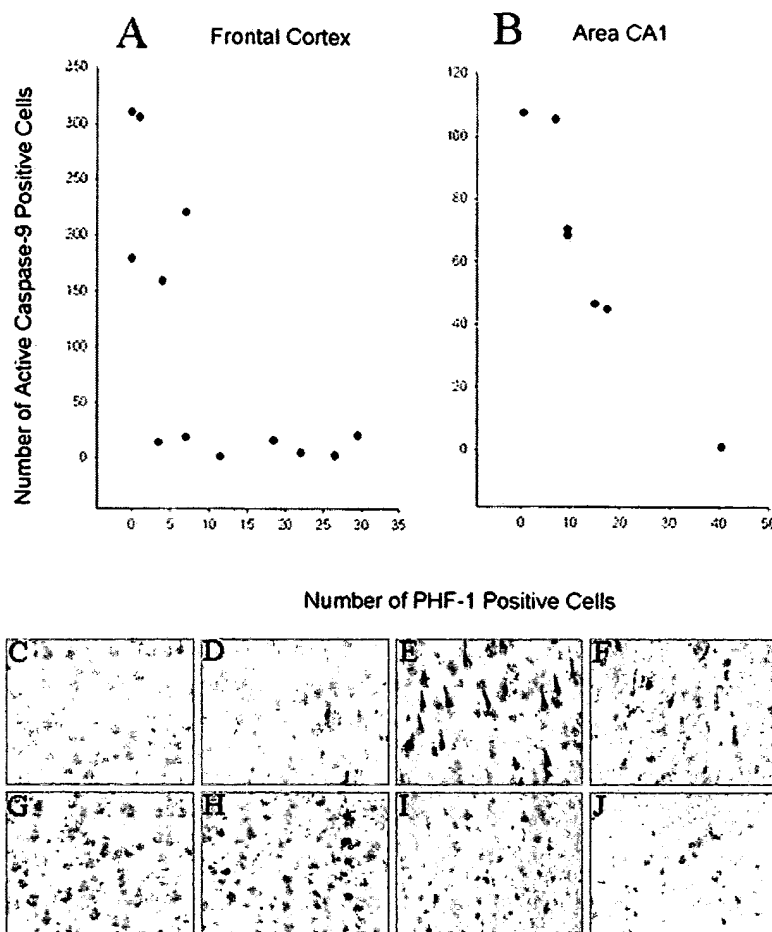 A Frontal Cortex
B Area CA1
Number of Active Caspase-9 Positive Cells
350
300
250
200
150
100
50
0
0 5 10 15 20 25 30 35
120
100
80
60
40
20
0
0 10 20 30 40 50
Number of PHF-1 Positive Cells
C D E F
G H I J